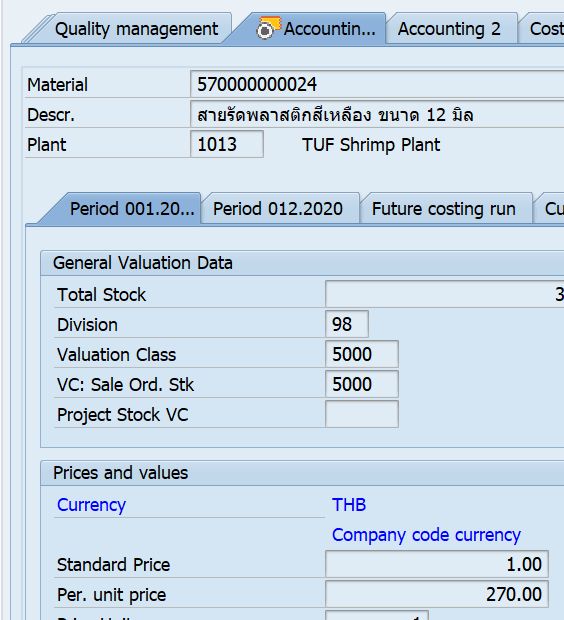 Quality management Accountin... Accounting 2 Cost
Material 570000000024
Descr. สายรัดพลาสติกสีเหลือง ขนาด 12 มิล
Plant 1013 TUF Shrimp Plant
Period 001.20... Period 012.2020 Future costing run Cu
General Valuation Data
Total Stock 3
Division 98
Valuation Class 5000
VC: Sale Ord. Stk 5000
Project Stock VC
Prices and values
Currency THB
Company code currency
Standard Price 1.00
Per. unit price 270.00